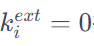 k_i^{ext} = 0